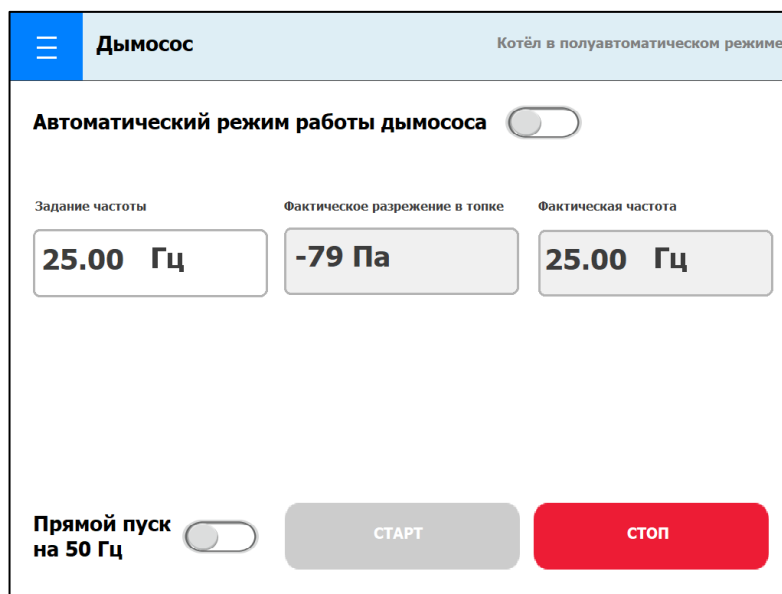 Дымосос
Котёл в полуавтоматическом режиме
Автоматический режим работы дымососа
Задание частоты
Фактическое разрежение в топке
Фактическая частота
25.00 Гц
-79 Па
25.00 Гц
Прямой пуск
на 50 Гц
СТАРТ
СТОП